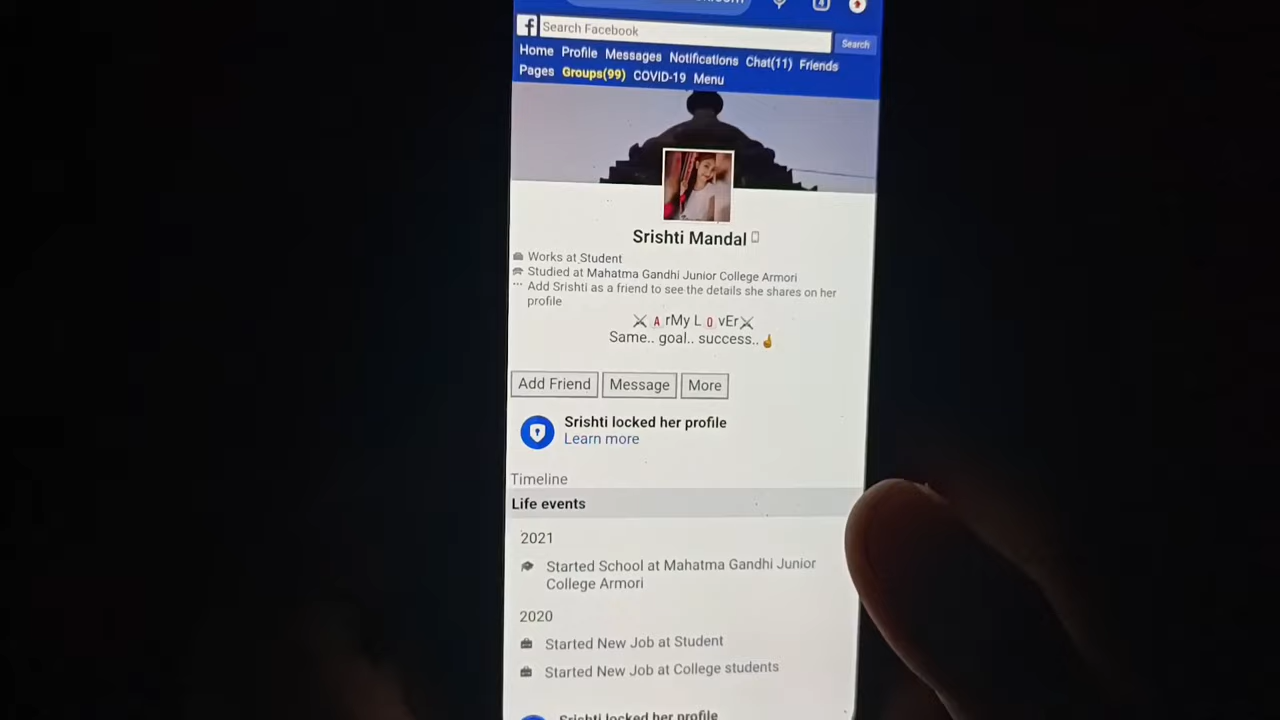 f Search Facebook Search
Home Profile Messages Notifications Chat(11) Friends
Pages Groups(99) COVID-19 Menu
Srishti Mandal
Works at Student
Studied at Mahatma Gandhi Junior College Armori
Add Srishti as a friend to see the details she shares on her
profile
⚔🅰rMy L🅾vEr⚔
Same.. goal.. success..☝
Add Friend Message More
Srishti locked her profile
Learn more
Timeline
Life events
2021
Started School at Mahatma Gandhi Junior
College Armori
2020
Started New Job at Student
Started New Job at College students
Srishti locked her profile